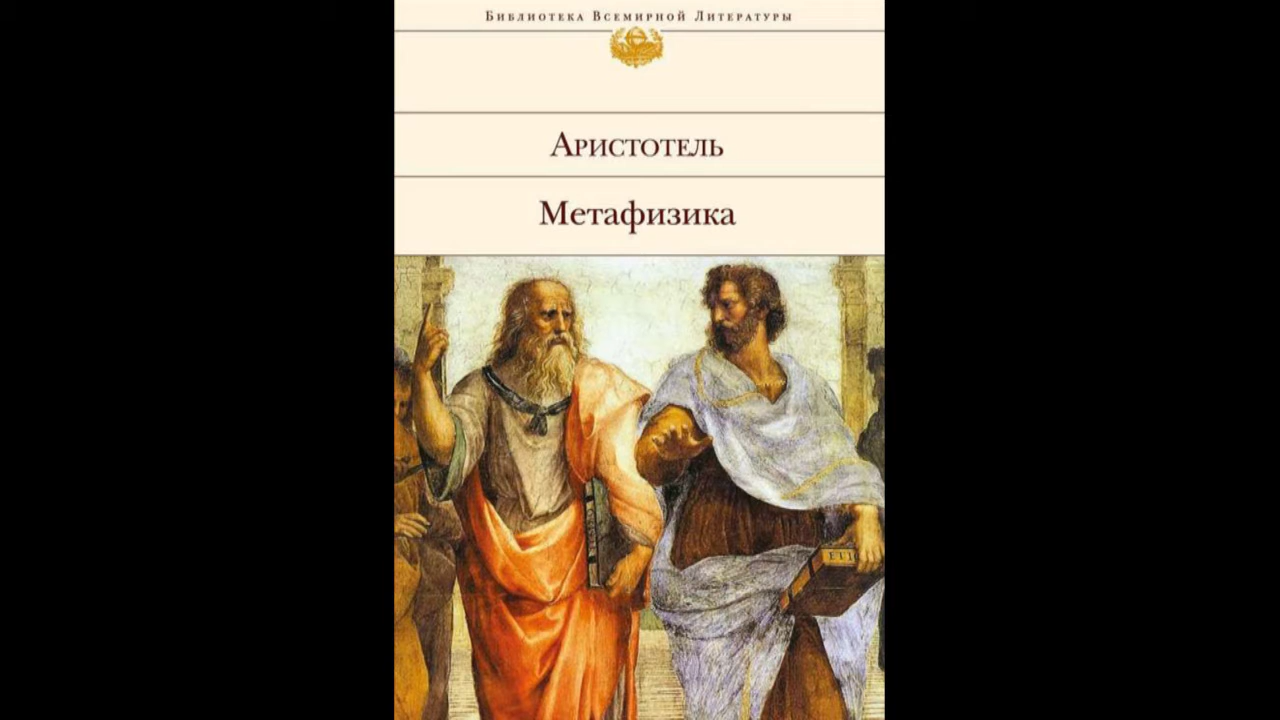 Библиотека Всемирной Литературы
Аристотель
Метафизика